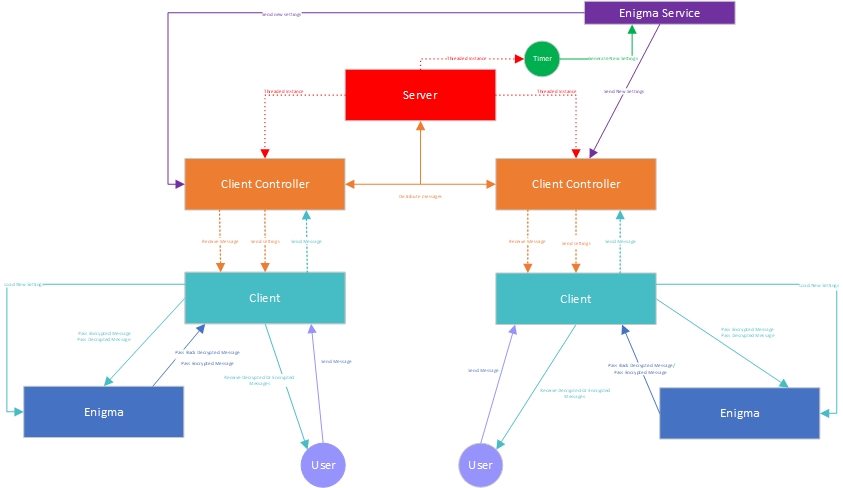 Enigma Service
Send new settings
Timer
Threaded Instance
Generate New Settings
Server
Threaded Instance
Threaded Instance
Send New Settings
Client Controller
Client Controller
Distribute messages
Receive Message
Send settings
Send Message
Receive Message
Send settings
Send Message
Client
Client
Load New Settings
Load New Settings
Pass Encrypted Message
Pass Decrypted Message
Pass Encrypted Message
Pass Decrypted Message
Pass Back Decrypted Message
Pass Encrypted Message
Send Message
Send Message
Pass Back Decrypted Message/
Pass Encrypted Message
Receive Decrypted Or Encrypted
Messages
Receive Decrypted Or Encrypted
Messages
Enigma
Enigma
User
User